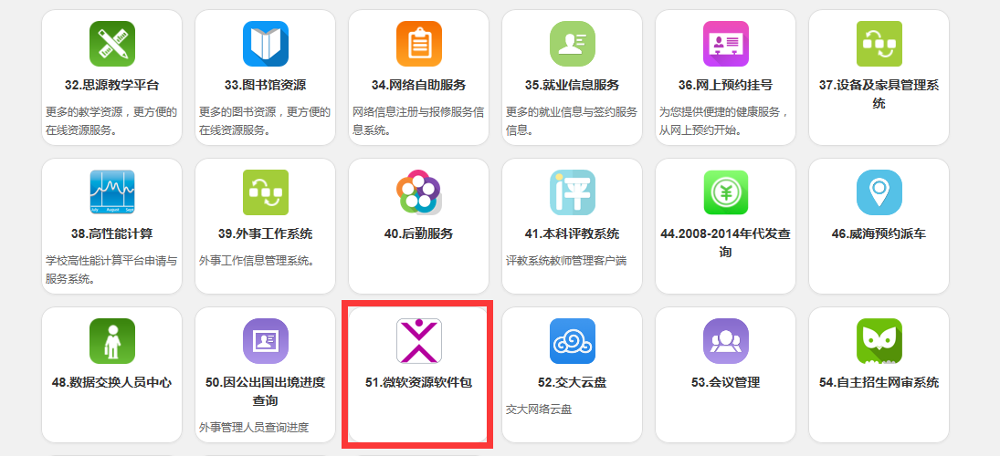 32.思源教学平台
更多的教学资源，更方便的
在线资源服务。
33.图书馆资源
更多的图书资源，更方便的
在线资源服务。
34.网络自助服务
网络信息注册与报修服务信
息系统。
35.就业信息服务
更多的就业信息与签约服务
信息。
36.网上预约挂号
为您提供便捷的健康服务，
从网上预约开始。
37.设备及家具管理系
统
July August Sept
38.高性能计算
学校高性能计算平台申请与
服务系统。
39.外事工作系统
外事工作信息管理系统。
40.后勤服务
评
41.本科评教系统
评教系统教师管理客户端
¥
44.2008-2014年代发查
询
46.威海预约派车
48.数据交换人员中心
50.因公出国出境进度
查询
外事管理人员查询进度
51.微软资源软件包
52.交大云盘
交大网络云盘
53.会议管理
54.自主招生网审系统